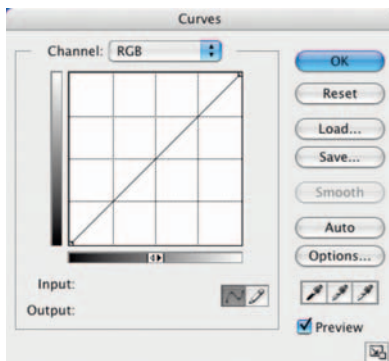 Curves
Channel: RGB
OK
Reset
Load...
Save...
Smooth
Auto
Options...
Input:
Output:
Preview